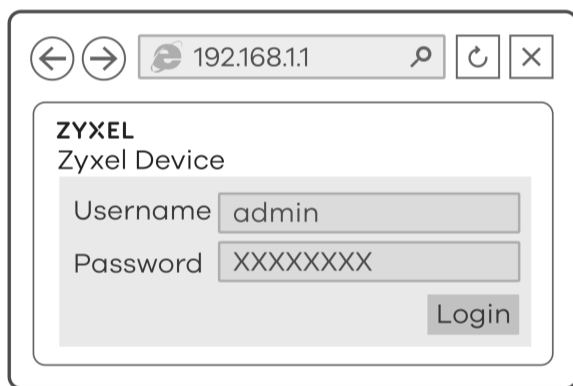 192.168.1.1
ZYXEL
Zyxel Device
Username admin
Password XXXXXXXX
Login